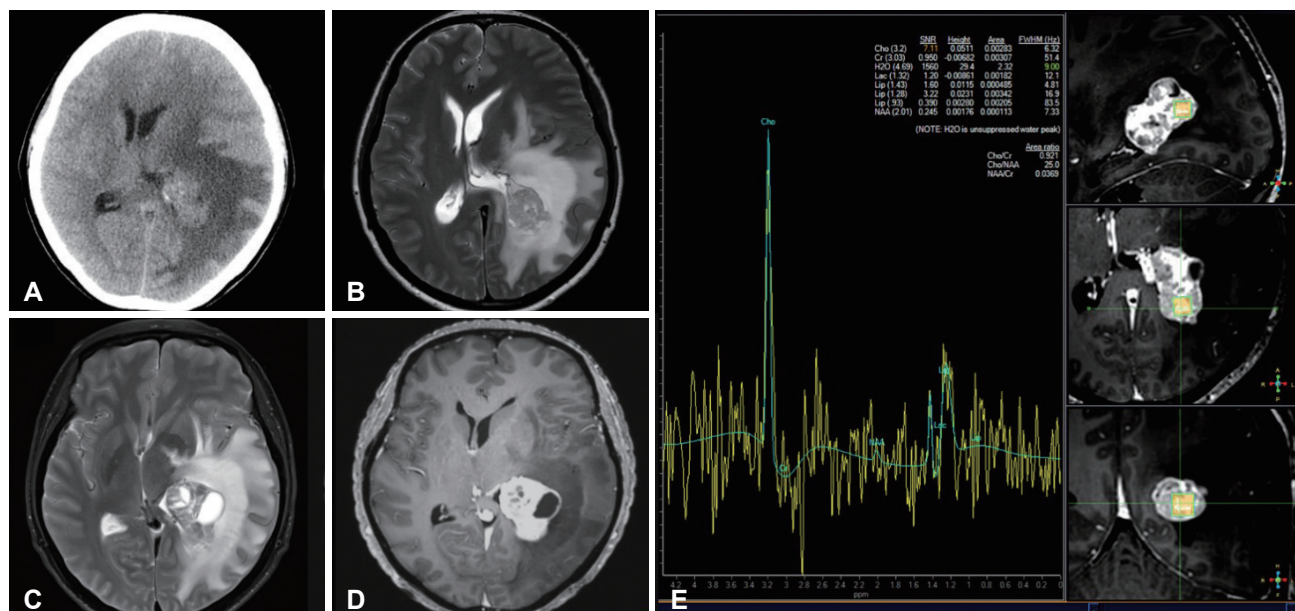 A
B
C
D
E
SNR Height Area FWHM (Hz)
Cho (3.2) 7.11 0.0511 0.00283 6.32
Cr (3.03) 0.950 -0.00682 0.00307 51.4
H2O (4.69) 1560 29.4 2.32 9.00
Lac (1.32) 1.20 -0.00861 0.00182 12.1
Lip (1.43) 1.60 0.0115 0.000485 4.81
Lip (1.28) 3.22 0.0231 0.00342 16.9
Lip (.93) 0.390 0.00280 0.00205 83.5
NAA (2.01) 0.245 0.00176 0.000113 7.33
(NOTE: H2O is unsuppressed water peak)
Area ratio
Cho/Cr 0.921
Cho/NAA 25.0
NAA/Cr 0.0369
Cho
Cr
NAA
Lac
4.2 4 3.8 3.6 3.4 3.2 3.0 2.8 2.6 2.4 2.2 2 1.8 1.6 1.4 1.2 1 0.8 0.6 0.4 0.2 0
ppm